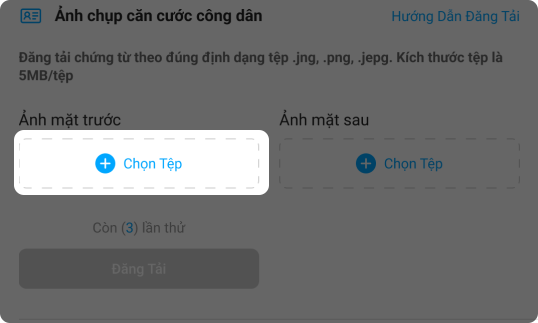 Ảnh chụp căn cước công dân
Hướng Dẫn Đăng Tải
Đăng tải chứng từ theo đúng định dạng tệp .jng, .png, .jepg. Kích thước tệp là
5MB/tệp
Ảnh mặt trước
Ảnh mặt sau
Chọn Tệp
Chọn Tệp
Còn (3) lần thử
Đăng Tải